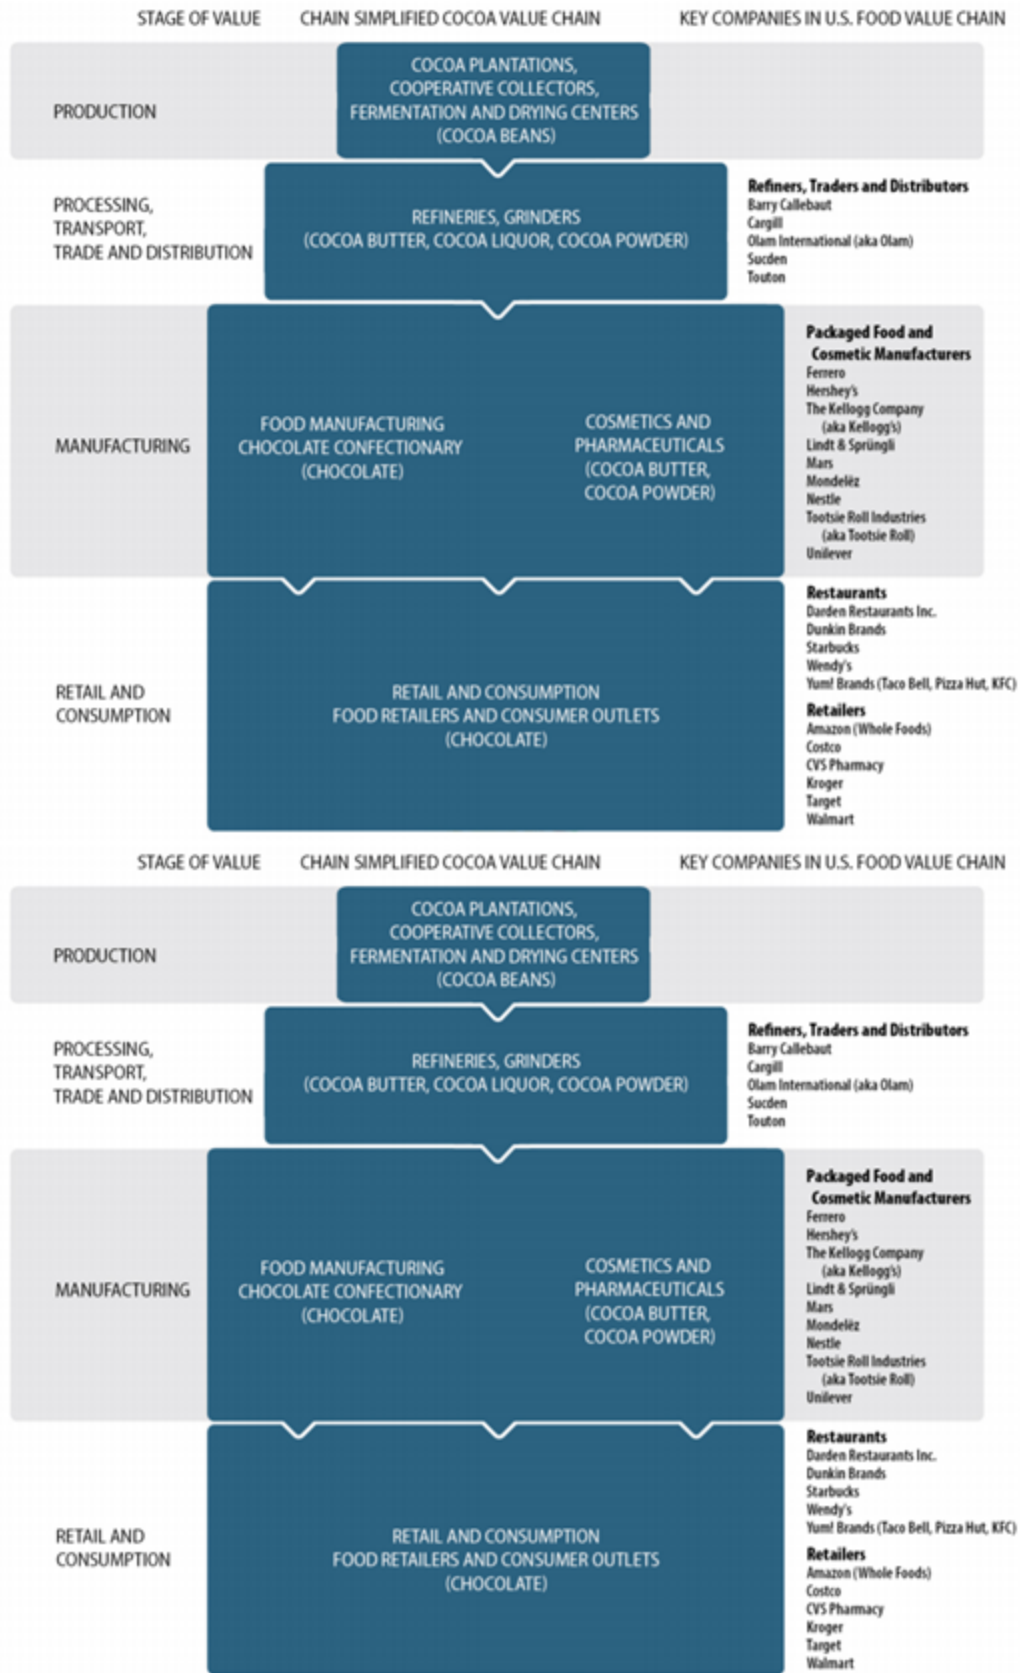 STAGE OF VALUE CHAIN SIMPLIFIED COCOA VALUE CHAIN KEY COMPANIES IN U.S. FOOD VALUE CHAIN
PRODUCTION
COCOA PLANTATIONS,
COOPERATIVE COLLECTORS,
FERMENTATION AND DRYING CENTERS
(COCOA BEANS)
PROCESSING,
TRANSPORT,
TRADE AND DISTRIBUTION
REFINERIES, GRINDERS
(COCOA BUTTER, COCOA LIQUOR, COCOA POWDER)
Refiners, Traders and Distributors
Barry Callebaut
Cargill
Olam International (aka Olam)
Sucden
Touton
MANUFACTURING
FOOD MANUFACTURING
CHOCOLATE CONFECTIONARY
(CHOCOLATE)
COSMETICS AND
PHARMACEUTICALS
(COCOA BUTTER,
COCOA POWDER)
Packaged Food and
Cosmetic Manufacturers
Ferrero
Hershey's
The Kellogg Company
(aka Kellogg's)
Lindt & Sprüngli
Mars
Mondelēz
Nestle
Tootsie Roll Industries
(aka Tootsie Roll)
Unilever
RETAIL AND
CONSUMPTION
RETAIL AND CONSUMPTION
FOOD RETAILERS AND CONSUMER OUTLETS
(CHOCOLATE)
Restaurants
Darden Restaurants Inc.
Dunkin Brands
Starbucks
Wendy's
Yum! Brands (Taco Bell, Pizza Hut, KFC)
Retailers
Amazon (Whole Foods)
Costco
CVS Pharmacy
Kroger
Target
Walmart
STAGE OF VALUE CHAIN SIMPLIFIED COCOA VALUE CHAIN KEY COMPANIES IN U.S. FOOD VALUE CHAIN
PRODUCTION
COCOA PLANTATIONS,
COOPERATIVE COLLECTORS,
FERMENTATION AND DRYING CENTERS
(COCOA BEANS)
PROCESSING,
TRANSPORT,
TRADE AND DISTRIBUTION
REFINERIES, GRINDERS
(COCOA BUTTER, COCOA LIQUOR, COCOA POWDER)
Refiners, Traders and Distributors
Barry Callebaut
Cargill
Olam International (aka Olam)
Sucden
Touton
MANUFACTURING
FOOD MANUFACTURING
CHOCOLATE CONFECTIONARY
(CHOCOLATE)
COSMETICS AND
PHARMACEUTICALS
(COCOA BUTTER,
COCOA POWDER)
Packaged Food and
Cosmetic Manufacturers
Ferrero
Hershey's
The Kellogg Company
(aka Kellogg's)
Lindt & Sprüngli
Mars
Mondelēz
Nestle
Tootsie Roll Industries
(aka Tootsie Roll)
Unilever
RETAIL AND
CONSUMPTION
RETAIL AND CONSUMPTION
FOOD RETAILERS AND CONSUMER OUTLETS
(CHOCOLATE)
Restaurants
Darden Restaurants Inc.
Dunkin Brands
Starbucks
Wendy's
Yum! Brands (Taco Bell, Pizza Hut, KFC)
Retailers
Amazon (Whole Foods)
Costco
CVS Pharmacy
Kroger
Target
Walmart